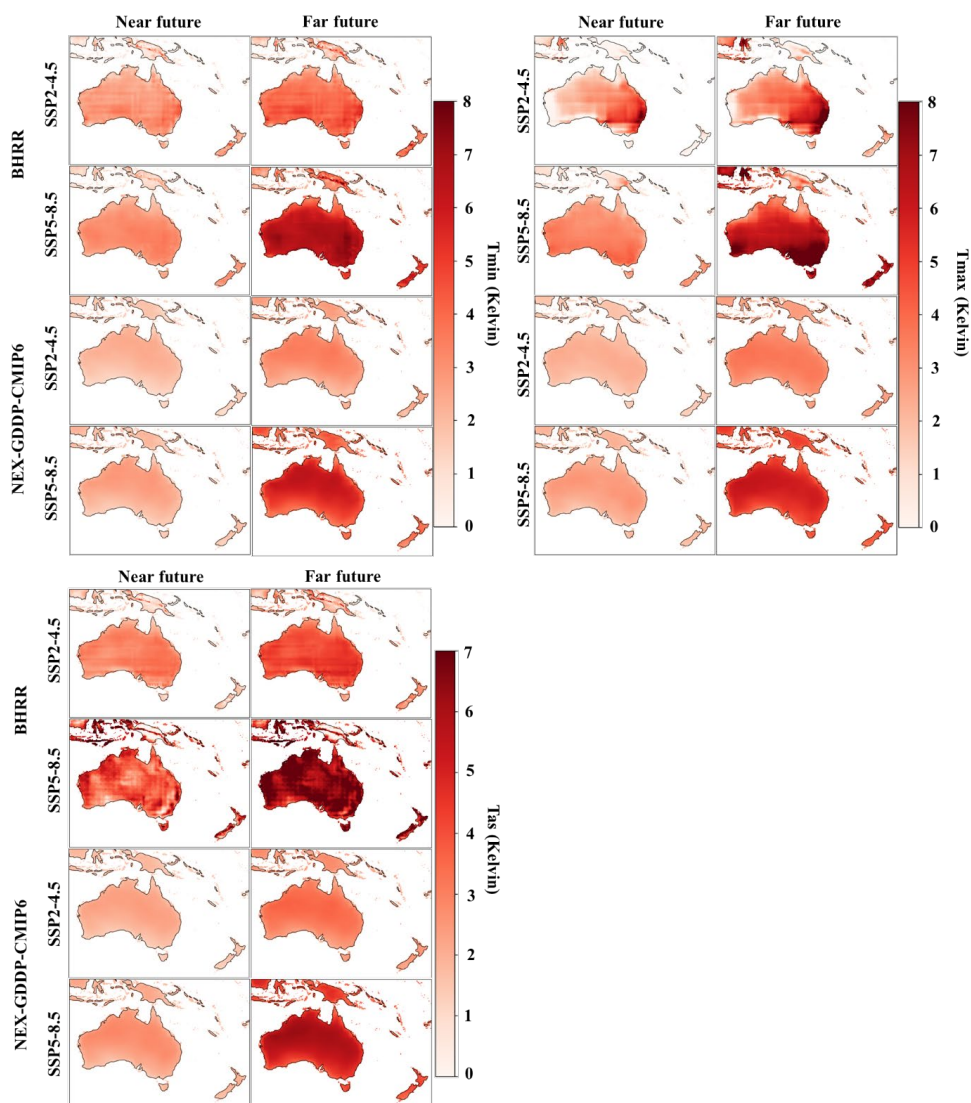 Near future
Far future
BHRR
SSP2-4.5
SSP5-8.5
NEX-GDDP-CMIP6
SSP2-4.5
SSP5-8.5
8
7
6
5
4
3
2
1
0
Tmin (Kelvin)
Near future
Far future
SSP2-4.5
SSP5-8.5
SSP2-4.5
SSP5-8.5
8
7
6
5
4
3
2
1
0
Tmax (Kelvin)
Near future
Far future
BHRR
SSP2-4.5
SSP5-8.5
NEX-GDDP-CMIP6
SSP2-4.5
SSP5-8.5
7
6
5
4
3
2
1
0
Tas (Kelvin)